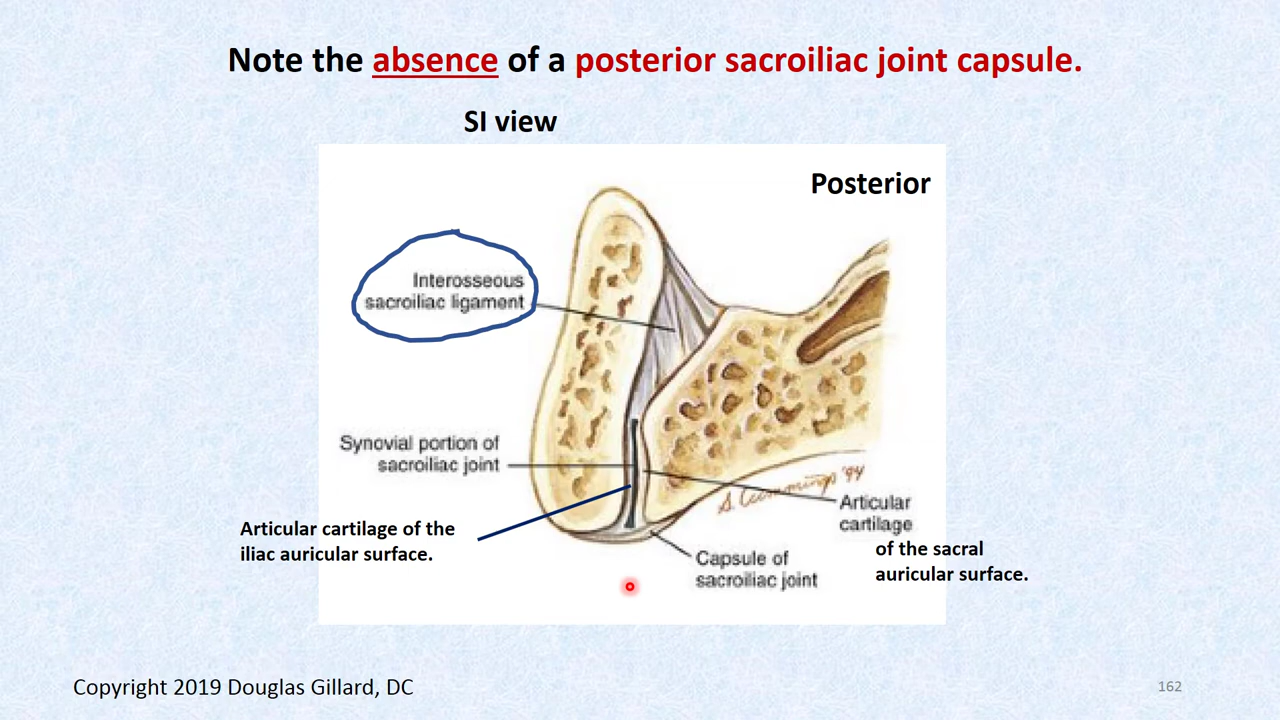 Note the absence of a posterior sacroiliac joint capsule.
SI view
Posterior
Interosseous
sacroiliac ligament
Synovial portion of
sacroiliac joint
Articular cartilage of the
iliac auricular surface.
S. Cummings '94
Articular
cartilage
of the sacral
auricular surface.
Capsule of
sacroiliac joint
Copyright 2019 Douglas Gillard, DC
162